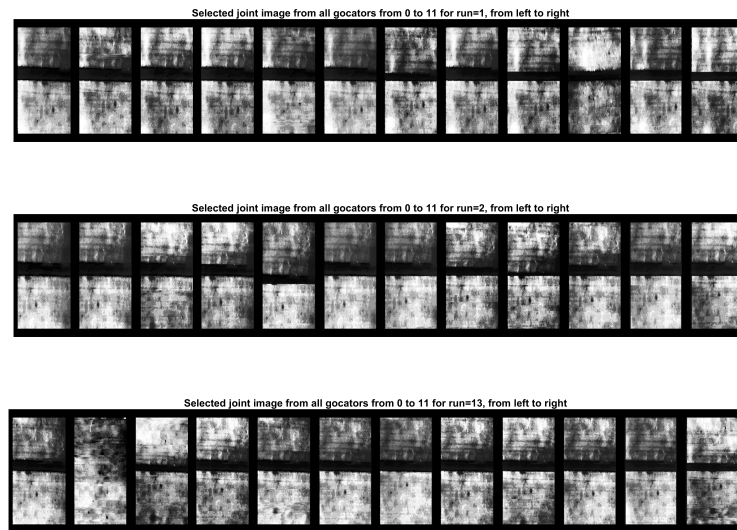 Selected joint image from all gocators from 0 to 11 for run=1, from left to right
Selected joint image from all gocators from 0 to 11 for run=2, from left to right
Selected joint image from all gocators from 0 to 11 for run=13, from left to right